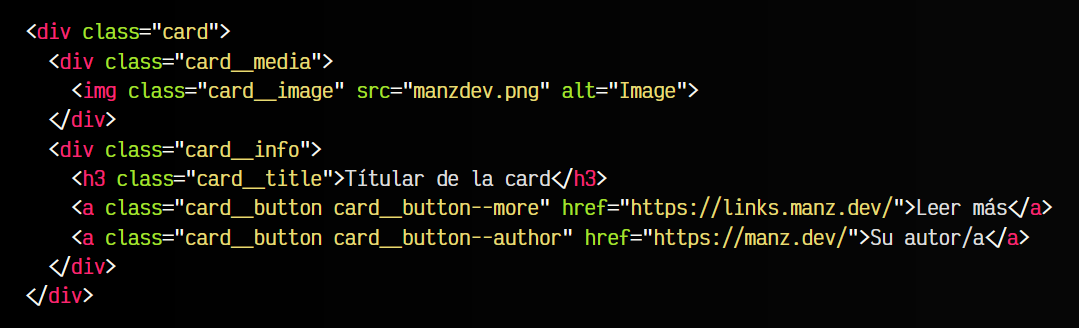 <div class="card">
  <div class="card__media">
    <img class="card__image" src="manzdev.png" alt="Image">
  </div>
  <div class="card__info">
    <h3 class="card__title">Títular de la card</h3>
    <a class="card__button card__button--more" href="https://links.manz.dev/">Leer más</a>
    <a class="card__button card__button--author" href="https://manz.dev/">Su autor/a</a>
  </div>
</div>